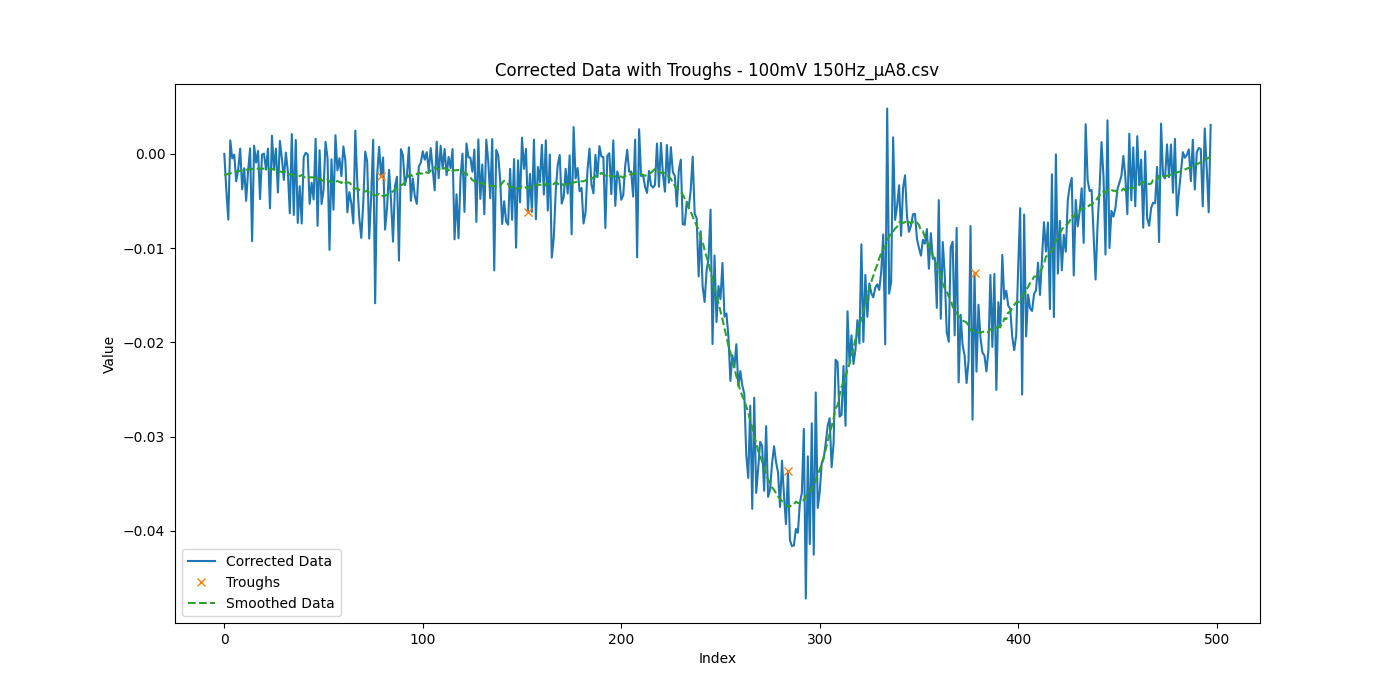 Corrected Data with Troughs - 100mV 150Hz_µA8.csv
Value
0.00
−0.01
−0.02
−0.03
−0.04
Corrected Data
Troughs
Smoothed Data
0 100 200 300 400 500
Index